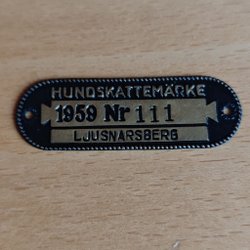 HUNDSKATTEMÄRKE
1959 Nr 111
LJUSNARSBERG